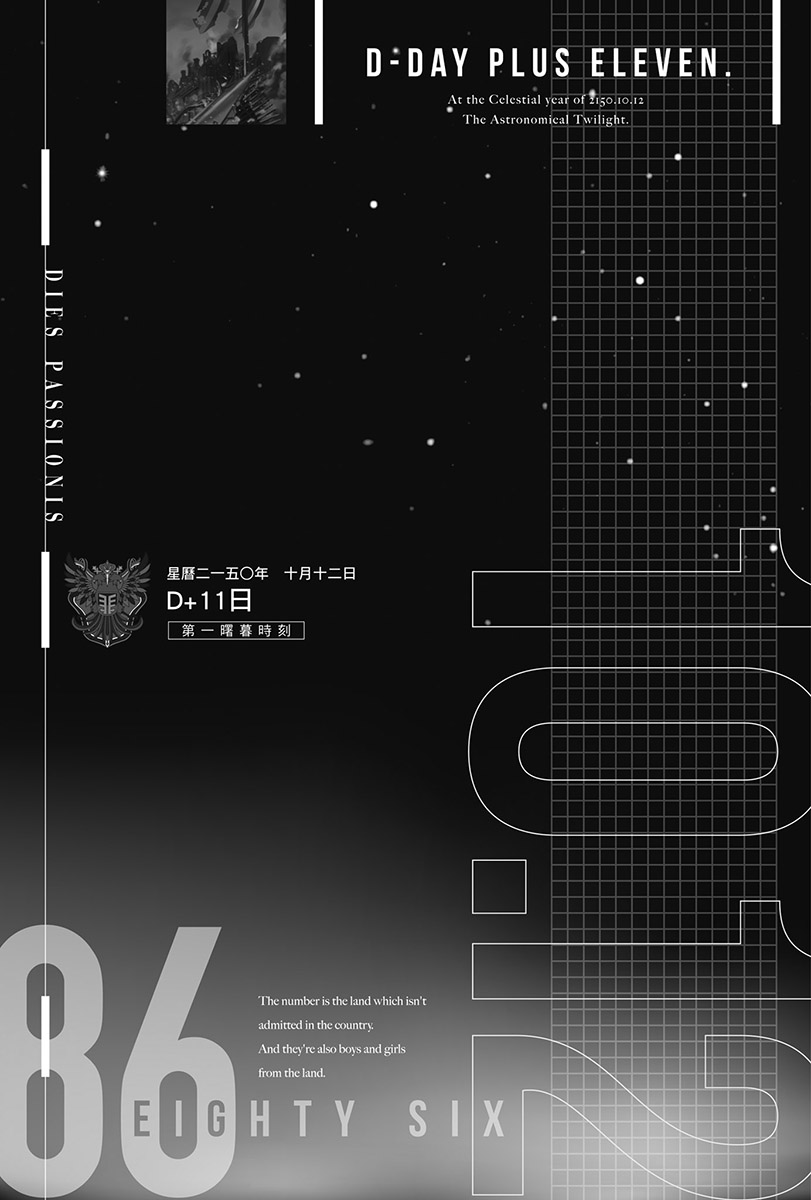 D-DAY PLUS ELEVEN.
At the Celestial year of 2150.10.12
The Astronomical Twilight.
DIES PASSIONIS
星曆二一五〇年 十月十二日
D+11日
第一曙暮時刻
10.12
86
The number is the land which isn't
admitted in the country.
And they're also boys and girls
from the land.
EIGHTY SIX